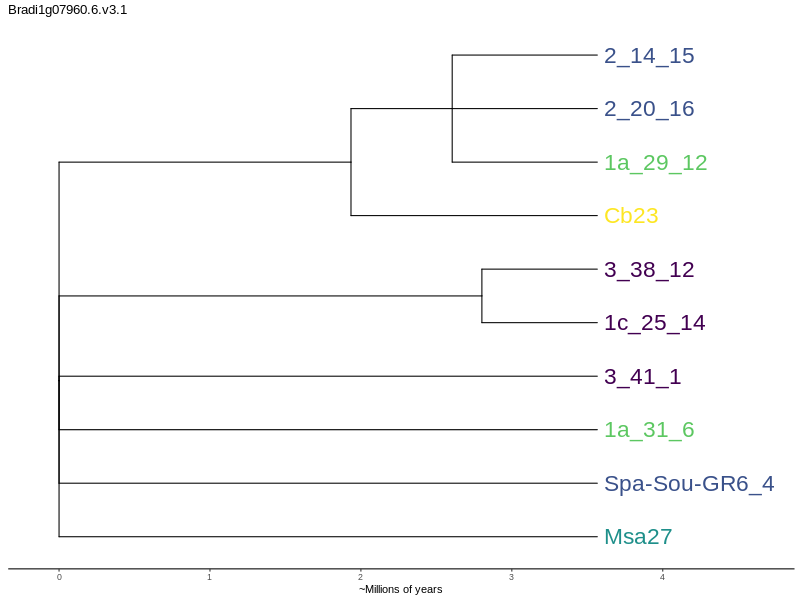 Bradi1g07960.6.v3.1
2_14_15
2_20_16
1a_29_12
Cb23
3_38_12
1c_25_14
3_41_1
1a_31_6
Spa-Sou-GR6_4
Msa27
0 1 2 3 4
~Millions of years